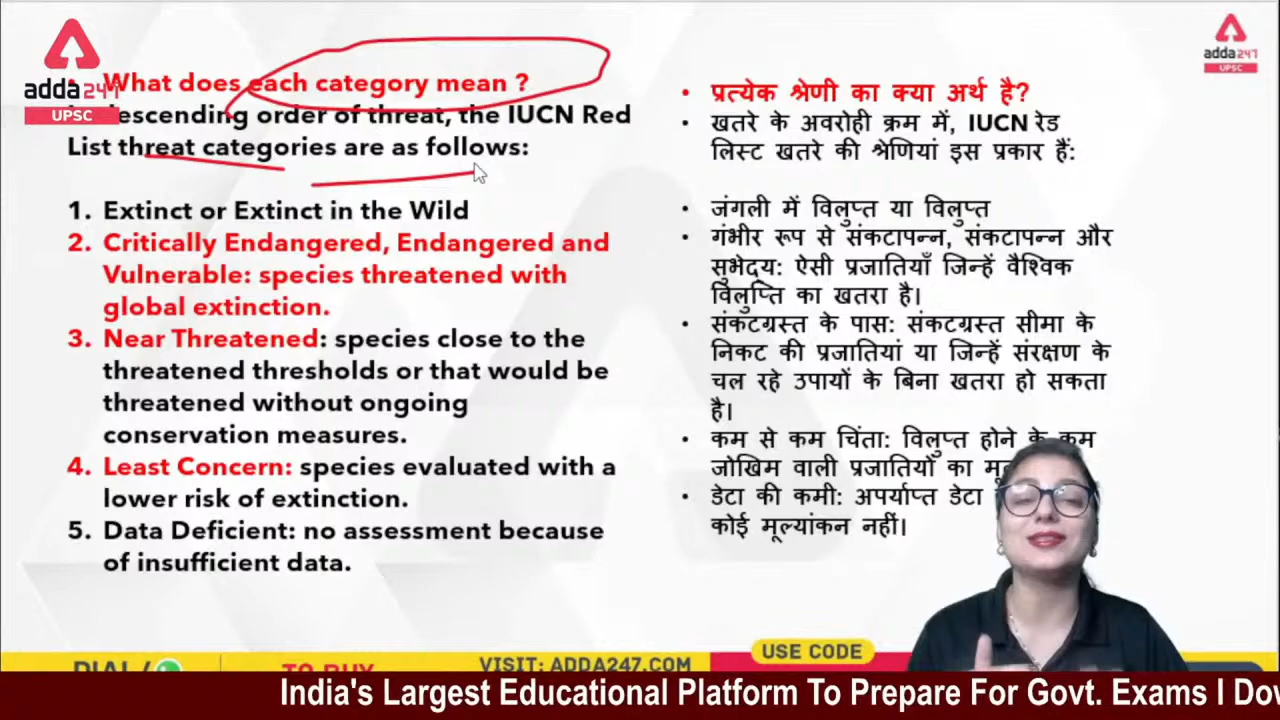 adda247
UPSC
What does each category mean ?
descending order of threat, the IUCN Red
List threat categories are as follows:
1. Extinct or Extinct in the Wild
2. Critically Endangered, Endangered and
Vulnerable: species threatened with
global extinction.
3. Near Threatened: species close to the
threatened thresholds or that would be
threatened without ongoing
conservation measures.
4. Least Concern: species evaluated with a
lower risk of extinction.
5. Data Deficient: no assessment because
of insufficient data.
adda247
UPSC
• प्रत्येक श्रेणी का क्या अर्थ है?
• खतरे के अवरोही क्रम में, IUCN रेड
लिस्ट खतरे की श्रेणियां इस प्रकार हैं:
• जंगली में विलुप्त या विलुप्त
• गंभीर रूप से संकटापन्न, संकटापन्न और
सुभेद्य: ऐसी प्रजातियाँ जिन्हें वैश्विक
विलुप्ति का खतरा है।
• संकटग्रस्त के पास: संकटग्रस्त सीमा के
निकट की प्रजातियां या जिन्हें संरक्षण के
चल रहे उपायों के बिना खतरा हो सकता
है।
• कम से कम चिंता: विलुप्त होने के कम
जोखिम वाली प्रजातियों का
• डेटा की कमी: अपर्याप्त डेटा
कोई मूल्यांकन नहीं।
USE CODE
DIAL/
TO BUY
VISIT: ADDA247.COM
India's Largest Educational Platform To Prepare For Govt. Exams I